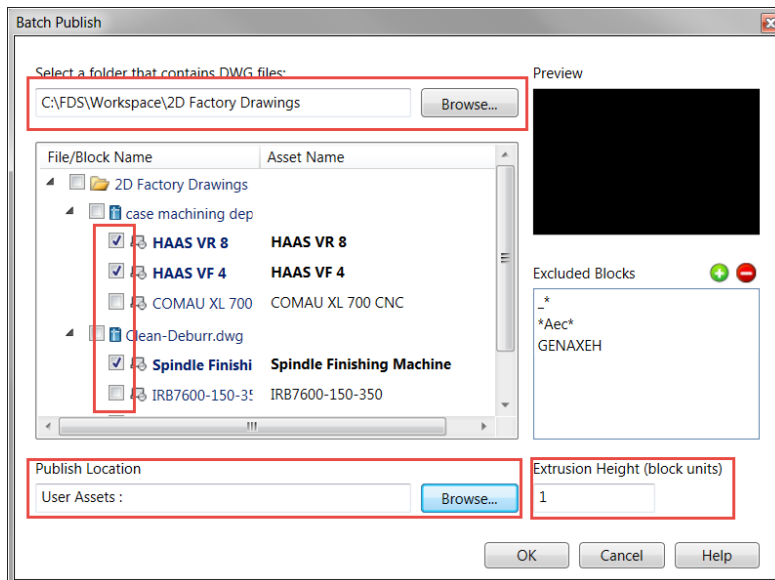 Batch Publish
Select a folder that contains DWG files:
C:\FDS\Workspace\2D Factory Drawings
Browse...
Preview
File/Block Name Asset Name
2D Factory Drawings
case machining dep
HAAS VR 8 HAAS VR 8
HAAS VF 4 HAAS VF 4
COMAU XL 700 COMAU XL 700 CNC
Clean-Deburr.dwg
Spindle Finishi Spindle Finishing Machine
IRB7600-150-35 IRB7600-150-350
Excluded Blocks
_*
*Aec*
GENAXEH
Publish Location
User Assets :
Browse...
Extrusion Height (block units)
1
OK Cancel Help